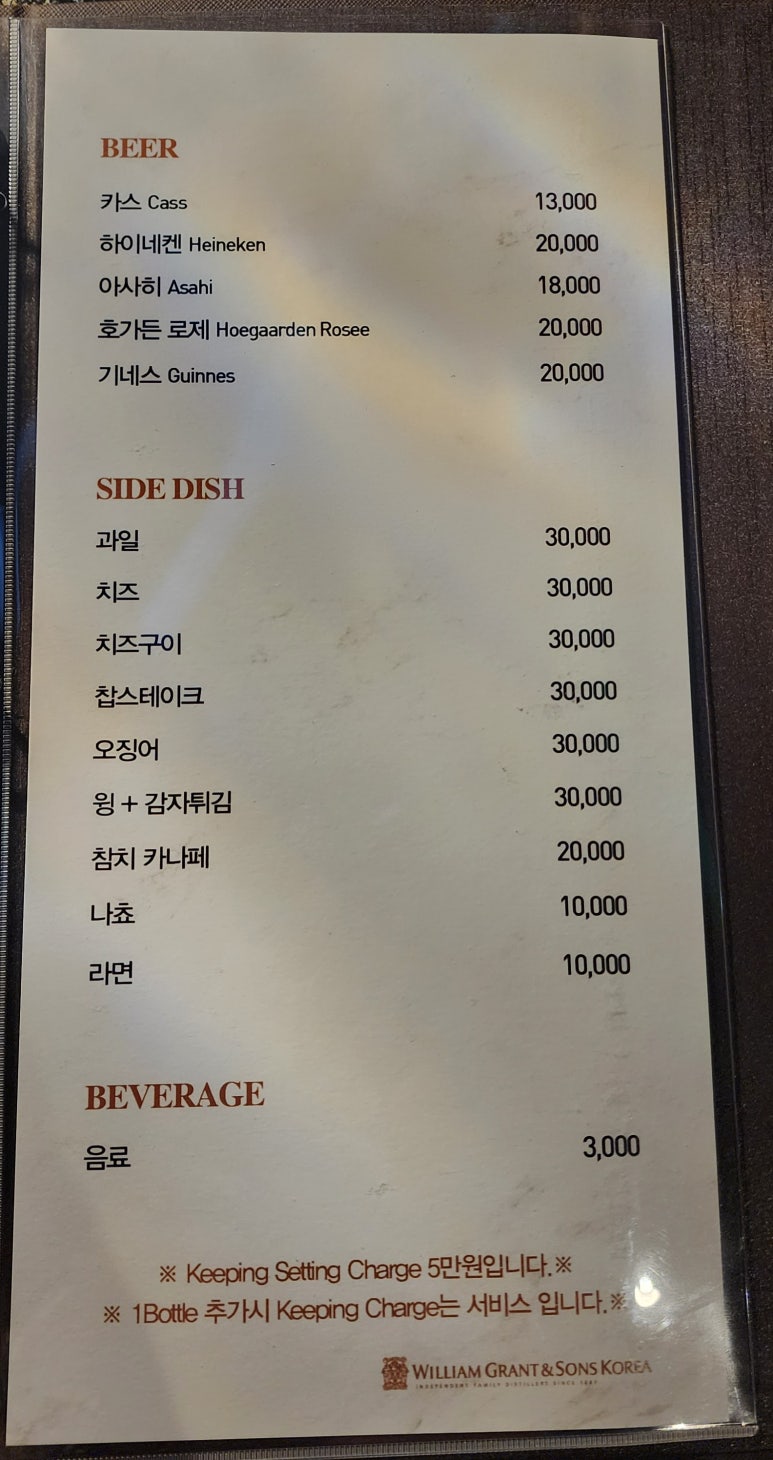 BEER
카스 Cass 13,000
하이네켄 Heineken 20,000
아사히 Asahi 18,000
호가든 로제 Hoegaarden Rosee 20,000
기네스 Guinnes 20,000
SIDE DISH
과일 30,000
치즈 30,000
치즈구이 30,000
찹스테이크 30,000
오징어 30,000
윙 + 감자튀김 30,000
참치 카나페 20,000
나쵸 10,000
라면 10,000
BEVERAGE
음료 3,000
※ Keeping Setting Charge 5만원입니다.※
※ 1Bottle 추가시 Keeping Charge는 서비스 입니다.※
WILLIAM GRANT & SONS KOREA
INDEPENDENT FAMILY DISTILLERS SINCE 1887